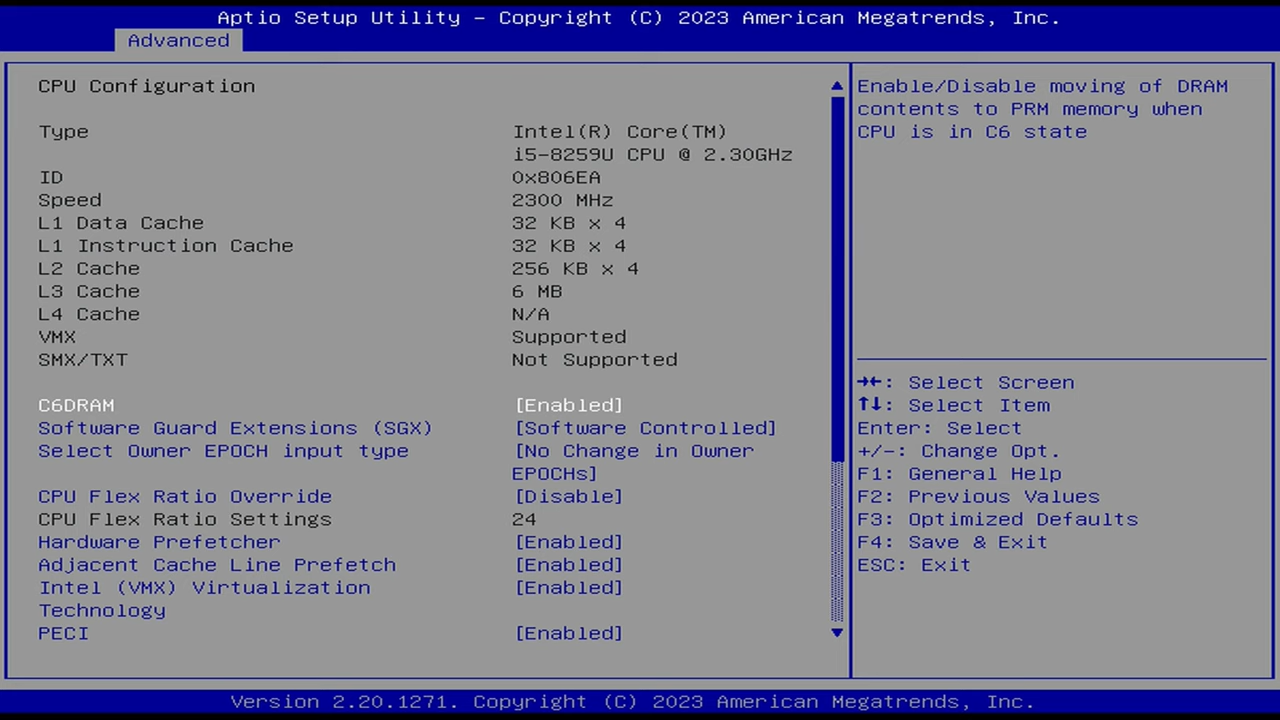 Aptio Setup Utility – Copyright (C) 2023 American Megatrends, Inc.
Advanced
CPU Configuration
Type Intel(R) Core(TM)
i5-8259U CPU @ 2.30GHz
ID 0x806EA
Speed 2300 MHz
L1 Data Cache 32 KB x 4
L1 Instruction Cache 32 KB x 4
L2 Cache 256 KB x 4
L3 Cache 6 MB
L4 Cache N/A
VMX Supported
SMX/TXT Not Supported
C6DRAM [Enabled]
Software Guard Extensions (SGX) [Software Controlled]
Select Owner EPOCH input type [No Change in Owner
EPOCHs]
CPU Flex Ratio Override [Disable]
CPU Flex Ratio Settings 24
Hardware Prefetcher [Enabled]
Adjacent Cache Line Prefetch [Enabled]
Intel (VMX) Virtualization [Enabled]
Technology
PECI [Enabled]
Enable/Disable moving of DRAM
contents to PRM memory when
CPU is in C6 state
→←: Select Screen
↑↓: Select Item
Enter: Select
+/-: Change Opt.
F1: General Help
F2: Previous Values
F3: Optimized Defaults
F4: Save & Exit
ESC: Exit
Version 2.20.1271. Copyright (C) 2023 American Megatrends, Inc.